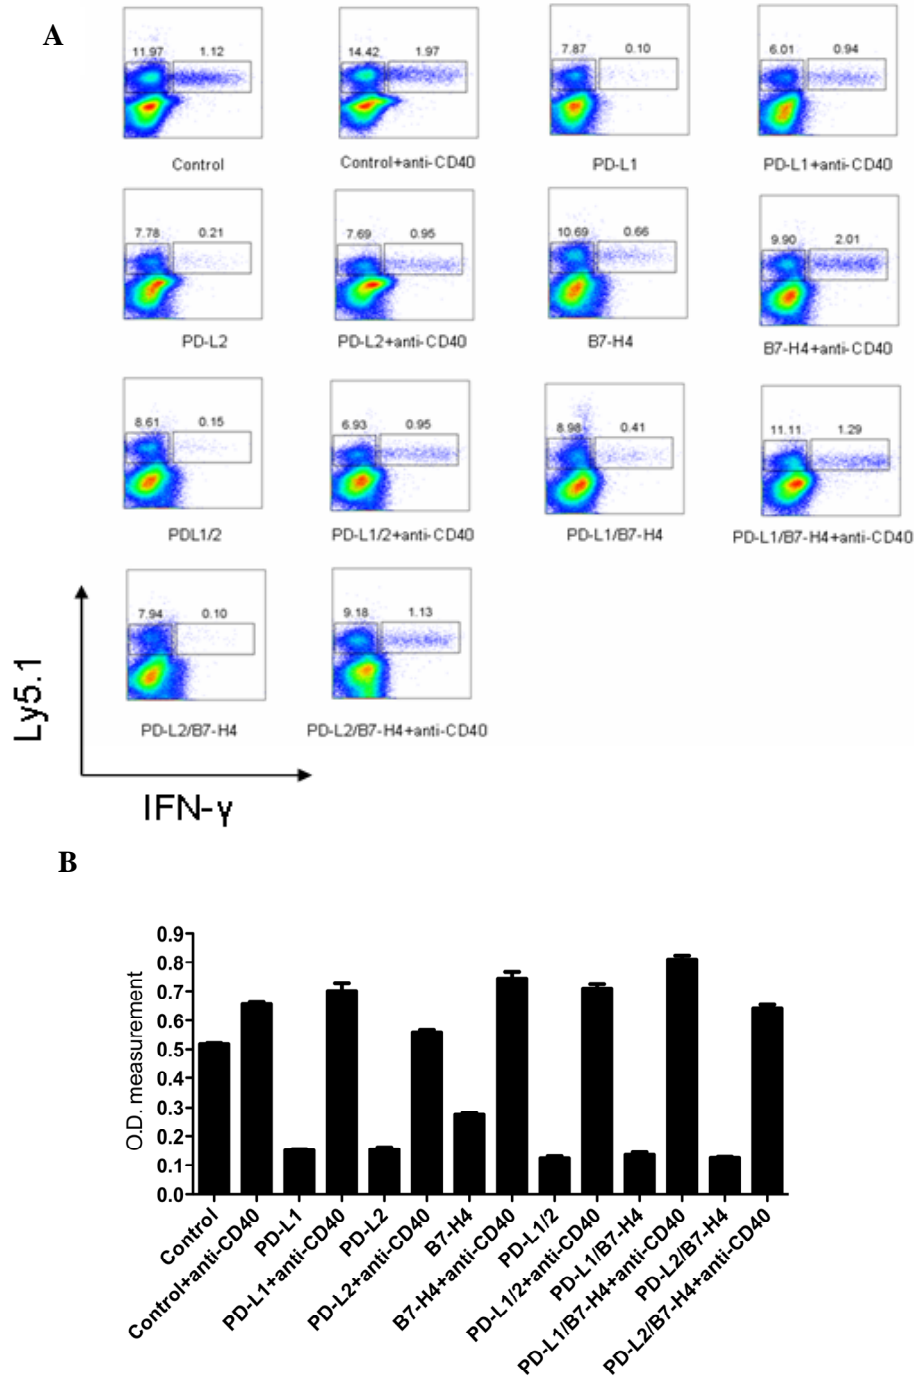 A
11.97 1.12
Control
14.42 1.97
Control+anti-CD40
7.87 0.10
PD-L1
6.01 0.94
PD-L1+anti-CD40
7.78 0.21
PD-L2
7.69 0.95
PD-L2+anti-CD40
10.69 0.66
B7-H4
9.90 2.01
B7-H4+anti-CD40
8.61 0.15
PDL1/2
6.93 0.95
PD-L1/2+anti-CD40
8.98 0.41
PD-L1/B7-H4
11.11 1.29
PD-L1/B7-H4+anti-CD40
7.94 0.10
PD-L2/B7-H4
9.18 1.13
PD-L2/B7-H4+anti-CD40
Ly5.1
IFN-γ
B
O.D. measurement
0.9
0.8
0.7
0.6
0.5
0.4
0.3
0.2
0.1
0.0
Control
Control+anti-CD40
PD-L1
PD-L1+anti-CD40
PD-L2
PD-L2+anti-CD40
B7-H4
B7-H4+anti-CD40
PD-L1/2
PD-L1/2+anti-CD40
PD-L1/B7-H4
PD-L1/B7-H4+anti-CD40
PD-L2/B7-H4
PD-L2/B7-H4+anti-CD40